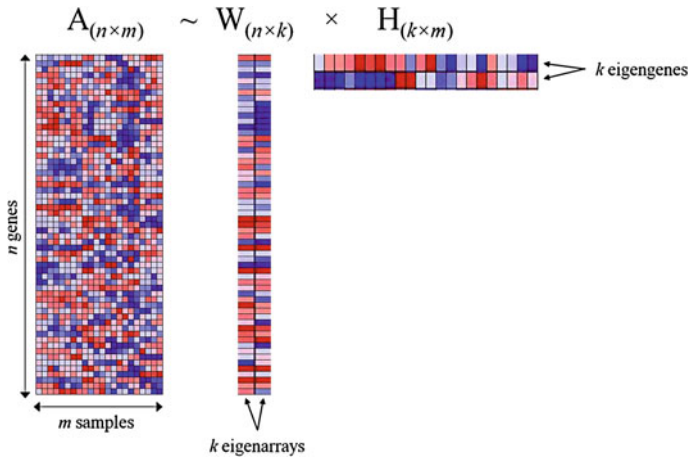 A(n×m) ~ W(n×k) × H(k×m)
k eigengenes
n genes
m samples
k eigenarrays